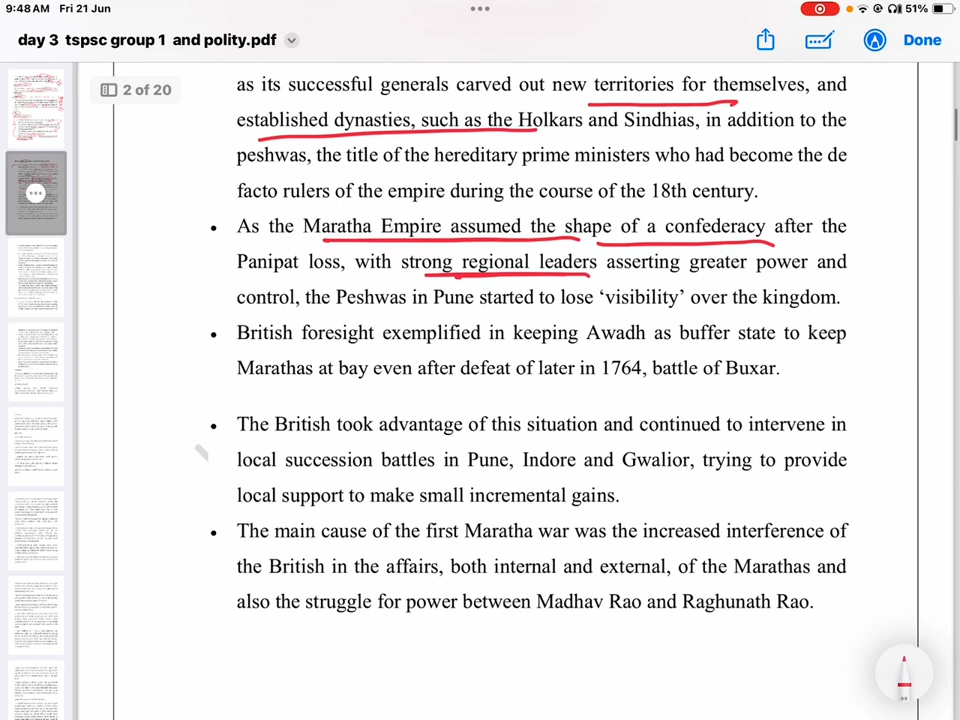 9:48 AM Fri 21 Jun
51%
day 3 tspsc group 1 and polity.pdf
Done
2 of 20
as its successful generals carved out new territories for themselves, and
established dynasties, such as the Holkars and Sindhias, in addition to the
peshwas, the title of the hereditary prime ministers who had become the de
facto rulers of the empire during the course of the 18th century.
• As the Maratha Empire assumed the shape of a confederacy after the
Panipat loss, with strong regional leaders asserting greater power and
control, the Peshwas in Pune started to lose ‘visibility’ over the kingdom.
• British foresight exemplified in keeping Awadh as buffer state to keep
Marathas at bay even after defeat of later in 1764, battle of Buxar.
• The British took advantage of this situation and continued to intervene in
local succession battles in Pune, Indore and Gwalior, trying to provide
local support to make small incremental gains.
• The main cause of the first Maratha war was the increased interference of
the British in the affairs, both internal and external, of the Marathas and
also the struggle for power between Madhav Rao and Raghunath Rao.